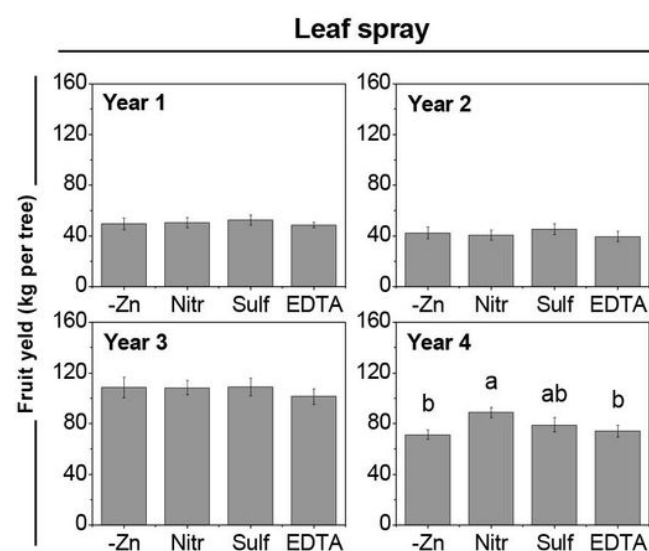 Leaf spray
Fruit yeld (kg per tree)
160
120
80
40
0
Year 1
-Zn Nitr Sulf EDTA
160
120
80
40
0
Year 2
-Zn Nitr Sulf EDTA
160
120
80
40
0
Year 3
-Zn Nitr Sulf EDTA
160
120
80
40
0
Year 4
b a ab b
-Zn Nitr Sulf EDTA